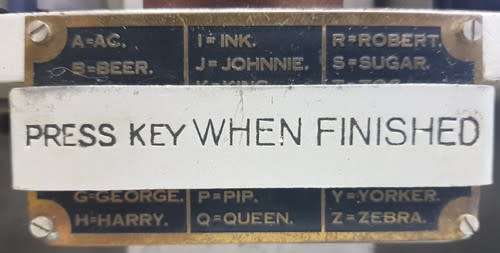 A=AC. I=INK. R=ROBERT.
B=BEER. J=JOHNNIE. S=SUGAR.
PRESS KEY WHEN FINISHED
G=GEORGE. P=PIP. Y=YORKER.
H=HARRY. Q=QUEEN. Z=ZEBRA.